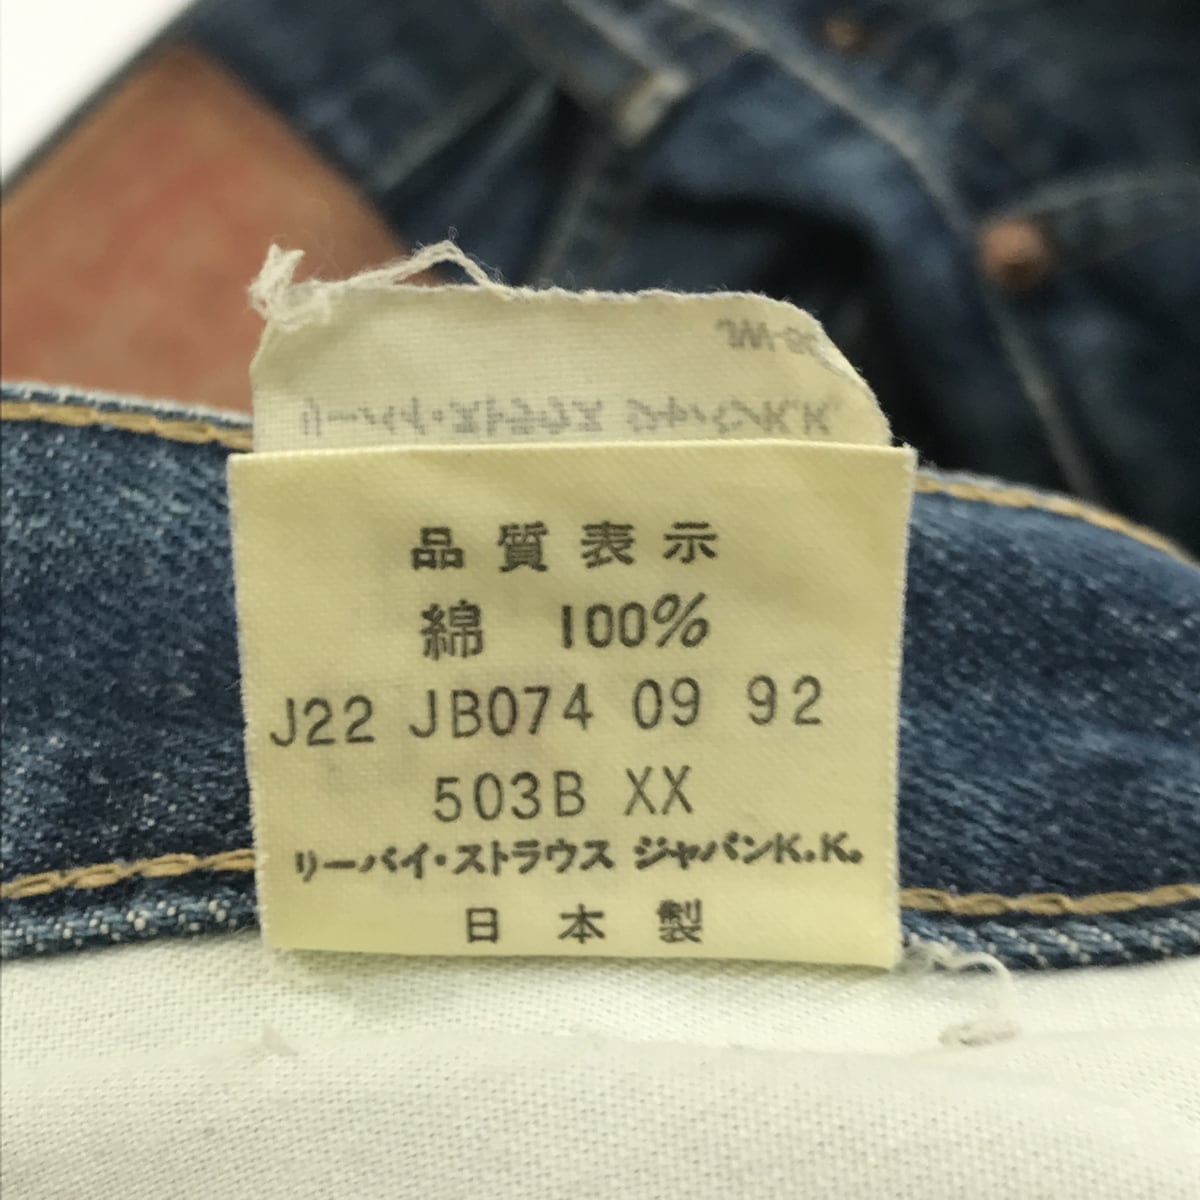 品質表示
綿 100%
J22 JB074 09 92
503B XX
リーバイ・ストラウス ジャパンK.K.
日本製